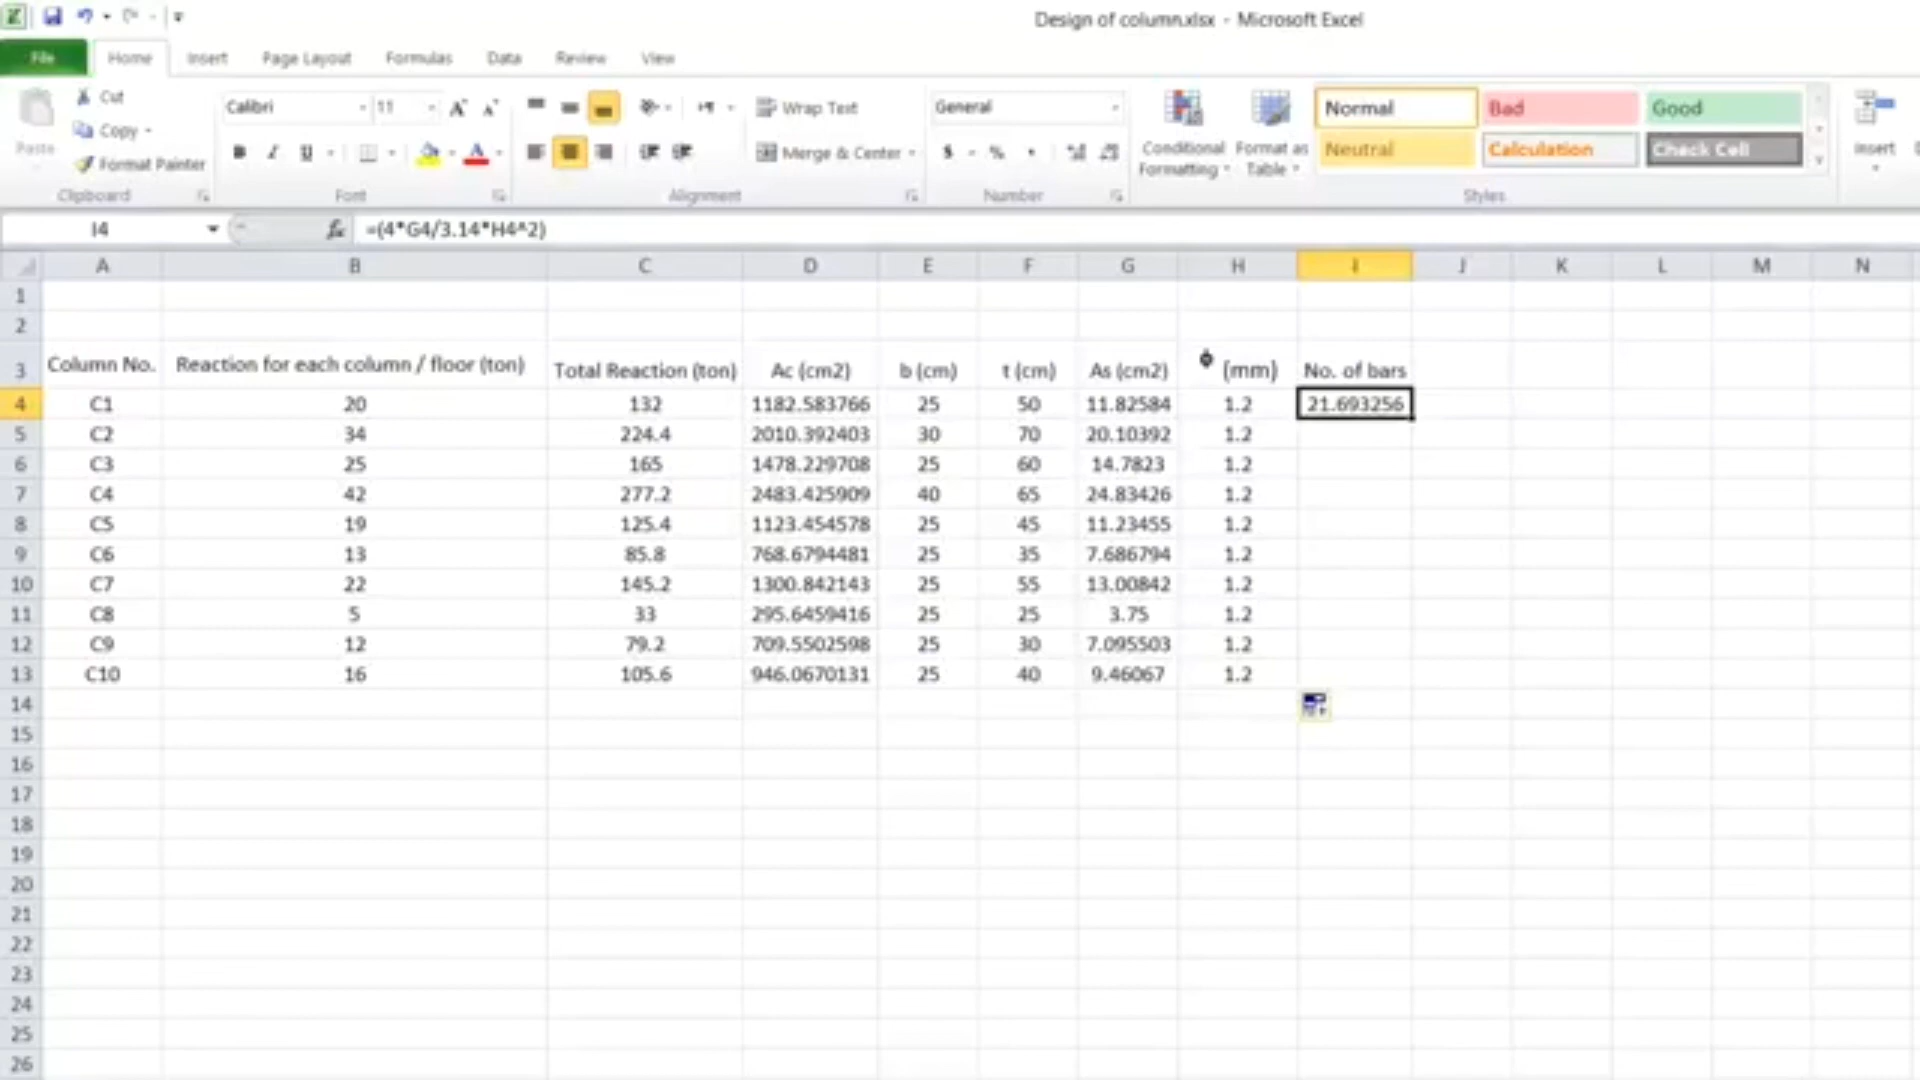 Design of column.xlsx - Microsoft Excel
File Home Insert Page Layout Formulas Data Review View
Cut
Copy
Format Painter
Paste
Clipboard
Calibri 11
B I U
Font
Wrap Text
Merge & Center
Alignment
General
$ %
Number
Conditional Formatting
Format as Table
Normal Bad Good
Neutral Calculation Check Cell
Styles
Insert
I4 fx =(4*G4/3.14*H4^2)
A B C D E F G H I J K L M N
1
2
3 Column No. Reaction for each column / floor (ton) Total Reaction (ton) Ac (cm2) b (cm) t (cm) As (cm2) ϕ (mm) No. of bars
4 C1 20 132 1182.583766 25 50 11.82584 1.2 21.693256
5 C2 34 224.4 2010.392403 30 70 20.10392 1.2
6 C3 25 165 1478.229708 25 60 14.7823 1.2
7 C4 42 277.2 2483.425909 40 65 24.83426 1.2
8 C5 19 125.4 1123.454578 25 45 11.23455 1.2
9 C6 13 85.8 768.6794481 25 35 7.686794 1.2
10 C7 22 145.2 1300.842143 25 55 13.00842 1.2
11 C8 5 33 295.6459416 25 25 3.75 1.2
12 C9 12 79.2 709.5502598 25 30 7.095503 1.2
13 C10 16 105.6 946.0670131 25 40 9.46067 1.2
14
15
16
17
18
19
20
21
22
23
24
25
26